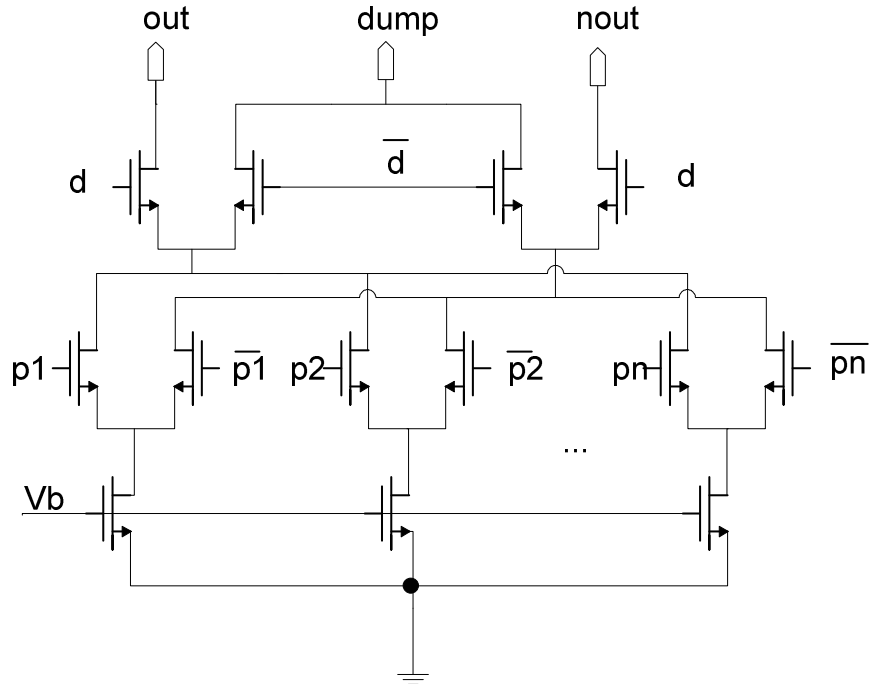 out dump nout
d d̅ d
p1 p̅1 p2 p̅2 pn p̅n̅
...
Vb